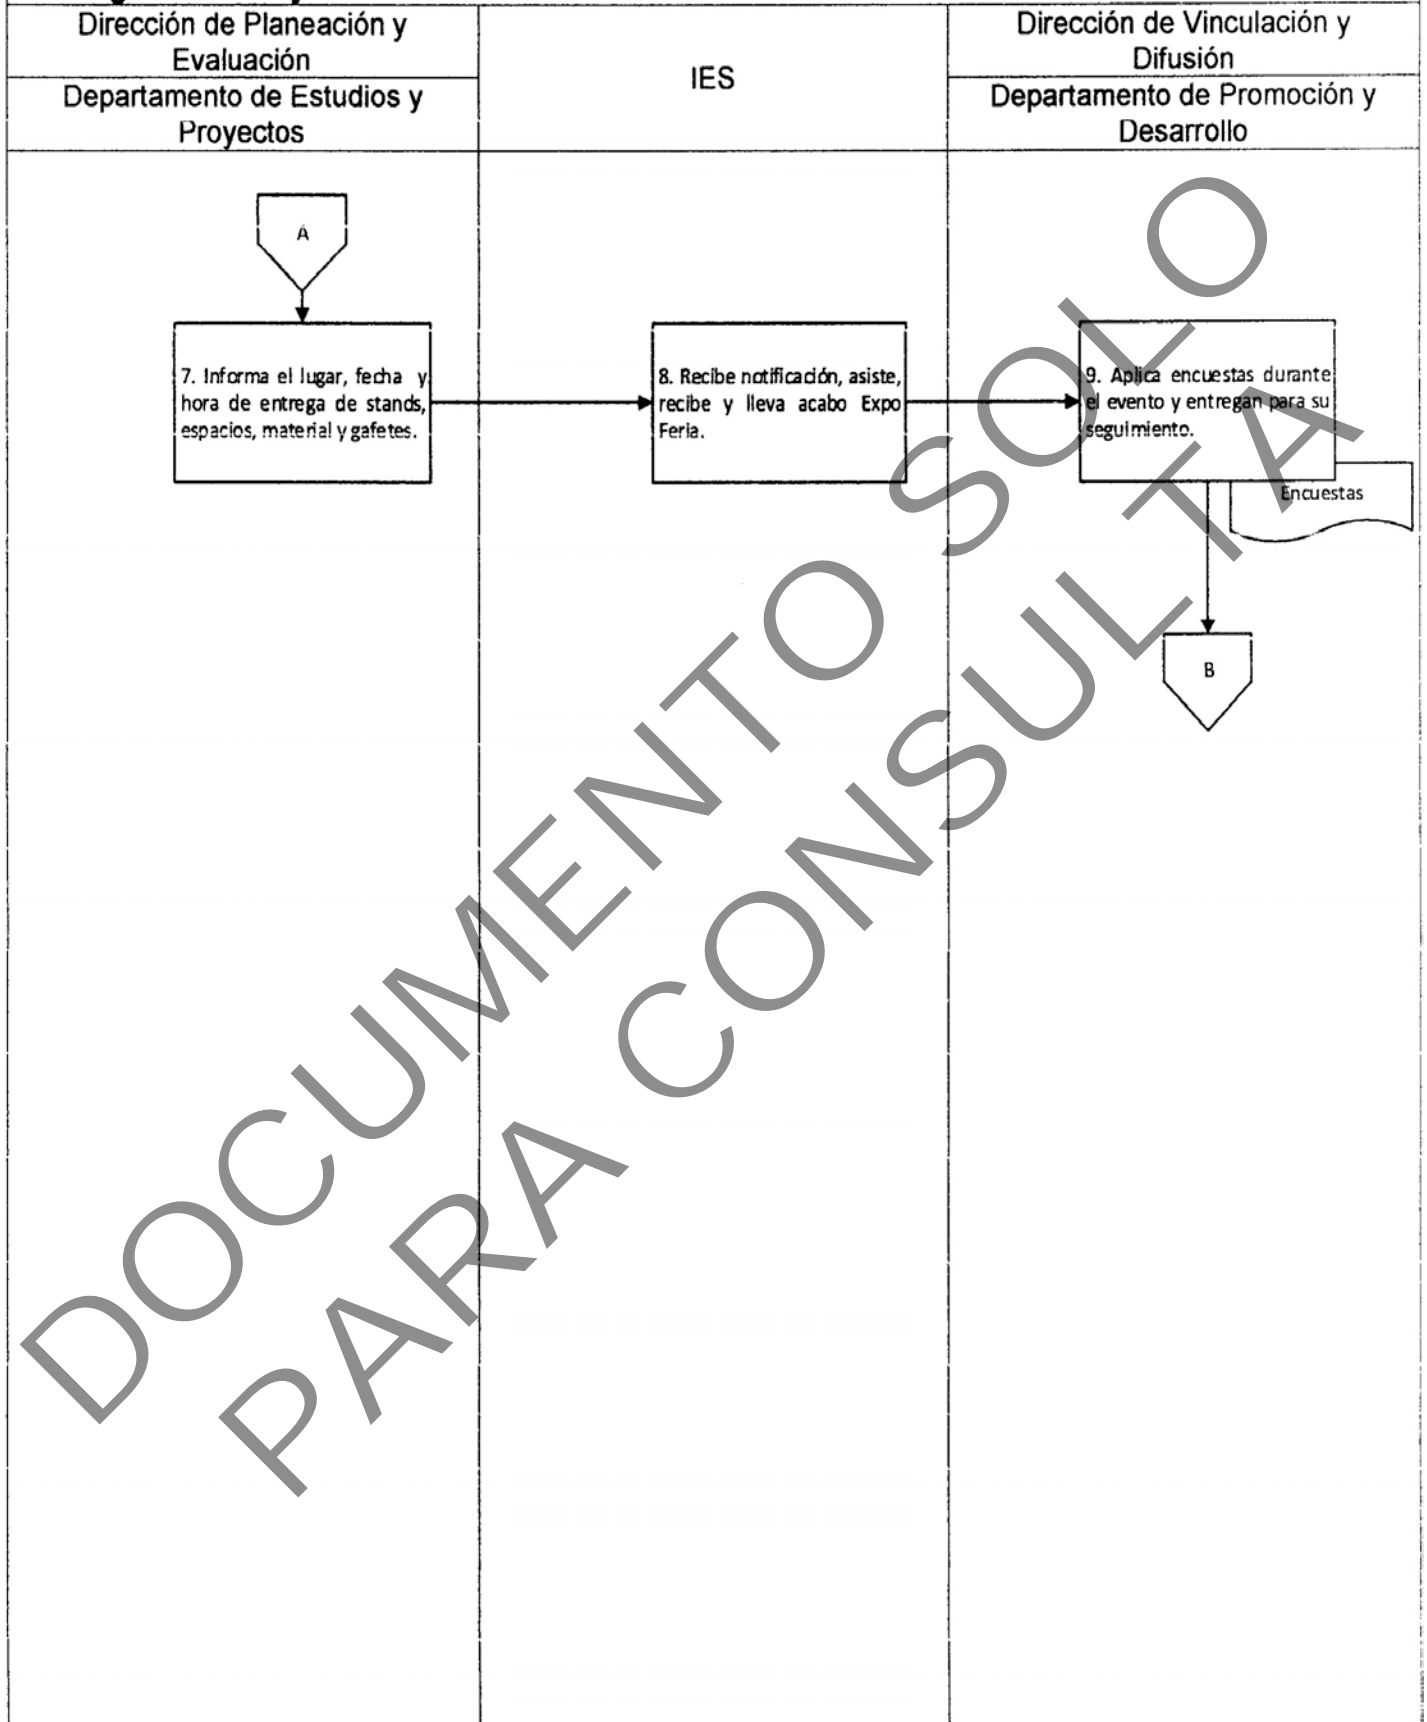 Dirección de Planeación y
Evaluación
Departamento de Estudios y
Proyectos
IES
Dirección de Vinculación y
Difusión
Departamento de Promoción y
Desarrollo
A
7. Informa el lugar, fecha y
hora de entrega de stands,
espacios, material y gafetes.
8. Recibe notificación, asiste,
recibe y lleva acabo Expo
Feria.
9. Aplica encuestas durante
el evento y entregan para su
seguimiento.
Encuestas
B
DOCUMENTO SOLO
PARA CONSULTA